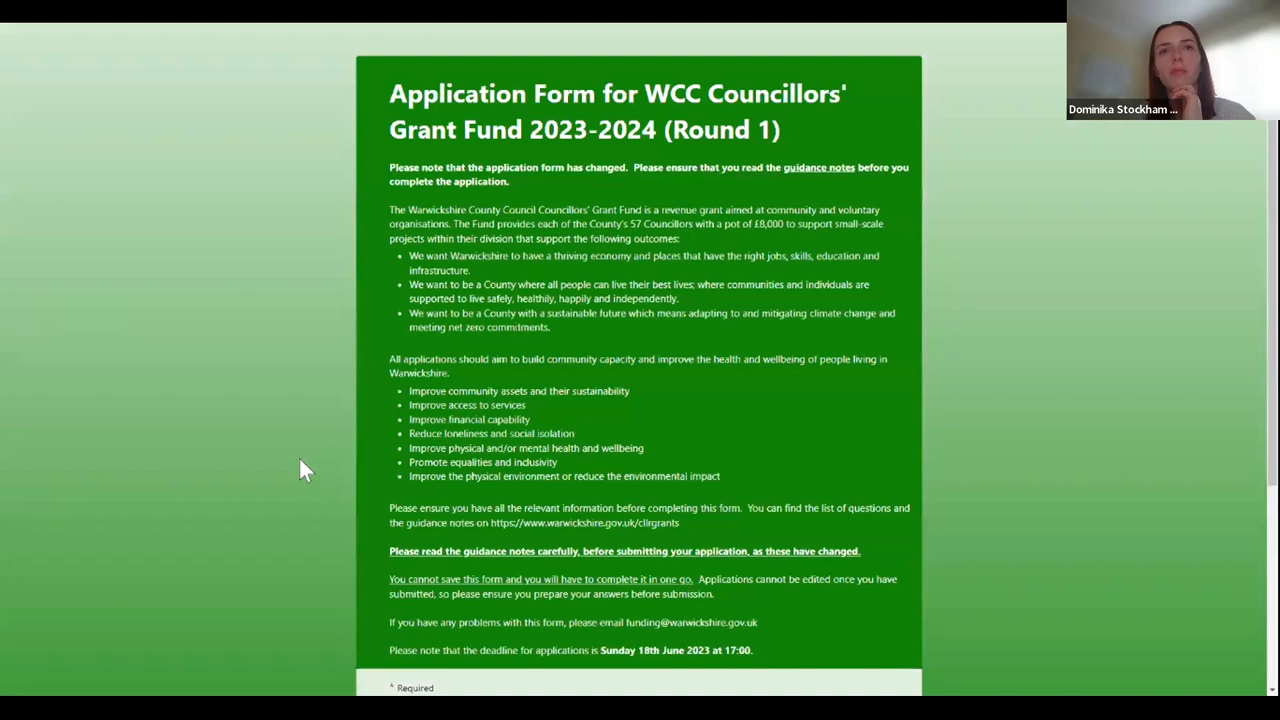 Application Form for WCC Councillors'
Grant Fund 2023-2024 (Round 1)
Please note that the application form has changed. Please ensure that you read the guidance notes before you
complete the application.
The Warwickshire County Council Councillors' Grant Fund is a revenue grant aimed at community and voluntary
organisations. The Fund provides each of the County's 57 Councillors with a pot of £8,000 to support small-scale
projects within their division that support the following outcomes:
• We want Warwickshire to have a thriving economy and places that have the right jobs, skills, education and
infrastructure.
• We want to be a County where all people can live their best lives; where communities and individuals are
supported to live safely, healthily, happily and independently.
• We want to be a County with a sustainable future which means adapting to and mitigating climate change and
meeting net zero commitments.
All applications should aim to build community capacity and improve the health and wellbeing of people living in
Warwickshire.
• Improve community assets and their sustainability
• Improve access to services
• Improve financial capability
• Reduce loneliness and social isolation
• Improve physical and/or mental health and wellbeing
• Promote equalities and inclusivity
• Improve the physical environment or reduce the environmental impact
Please ensure you have all the relevant information before completing this form. You can find the list of questions and
the guidance notes on https://www.warwickshire.gov.uk/cllrgrants
Please read the guidance notes carefully, before submitting your application, as these have changed.
You cannot save this form and you will have to complete it in one go. Applications cannot be edited once you have
submitted, so please ensure you prepare your answers before submission.
If you have any problems with this form, please email funding@warwickshire.gov.uk
Please note that the deadline for applications is Sunday 18th June 2023 at 17:00.
* Required
Dominika Stockham ...